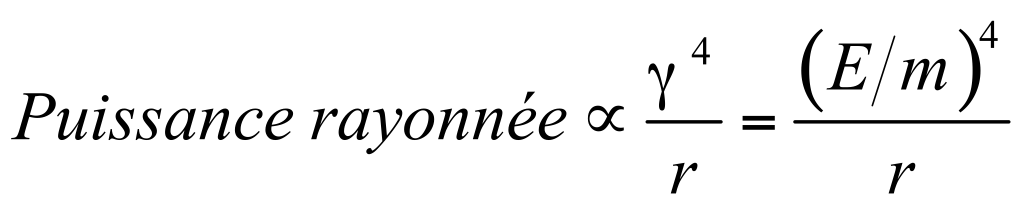 Puissance rayonnée ∝ γ⁴/r = (E/m)⁴/r